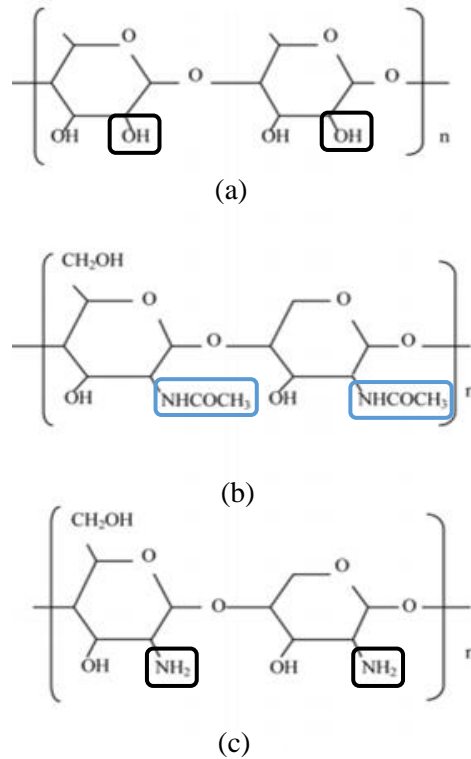 O O O O
OH OH OH OH n
(a)
CH₂OH
O O O O
OH NHCOCH₃ OH NHCOCH₃ n
(b)
CH₂OH
O O O O
OH NH₂ OH NH₂ n
(c)